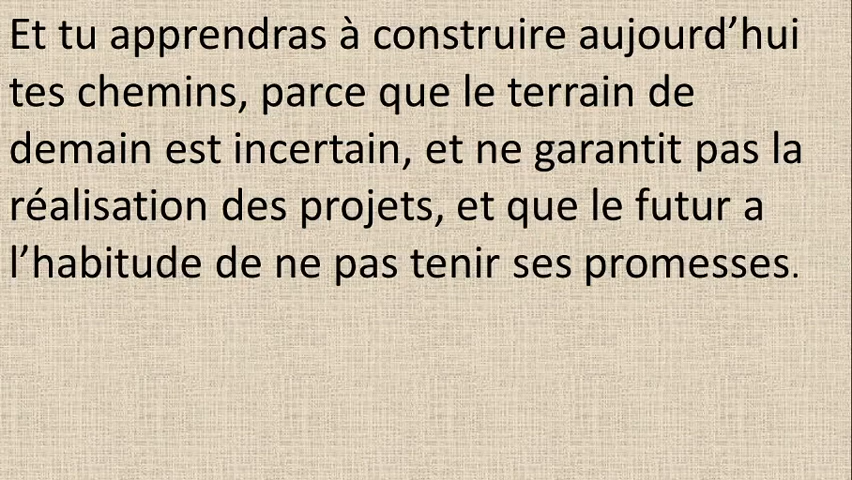 Et tu apprendras à construire aujourd’hui
tes chemins, parce que le terrain de
demain est incertain, et ne garantit pas la
réalisation des projets, et que le futur a
l’habitude de ne pas tenir ses promesses.